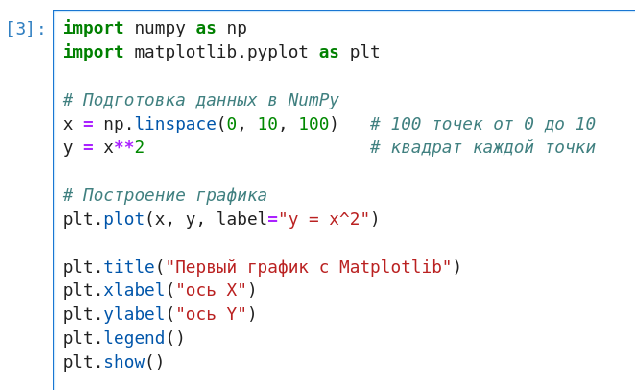 [3]: import numpy as np
import matplotlib.pyplot as plt
# Подготовка данных в NumPy
x = np.linspace(0, 10, 100)   # 100 точек от 0 до 10
y = x**2                      # квадрат каждой точки
# Построение графика
plt.plot(x, y, label="y = x^2")
plt.title("Первый график с Matplotlib")
plt.xlabel("ось X")
plt.ylabel("ось Y")
plt.legend()
plt.show()